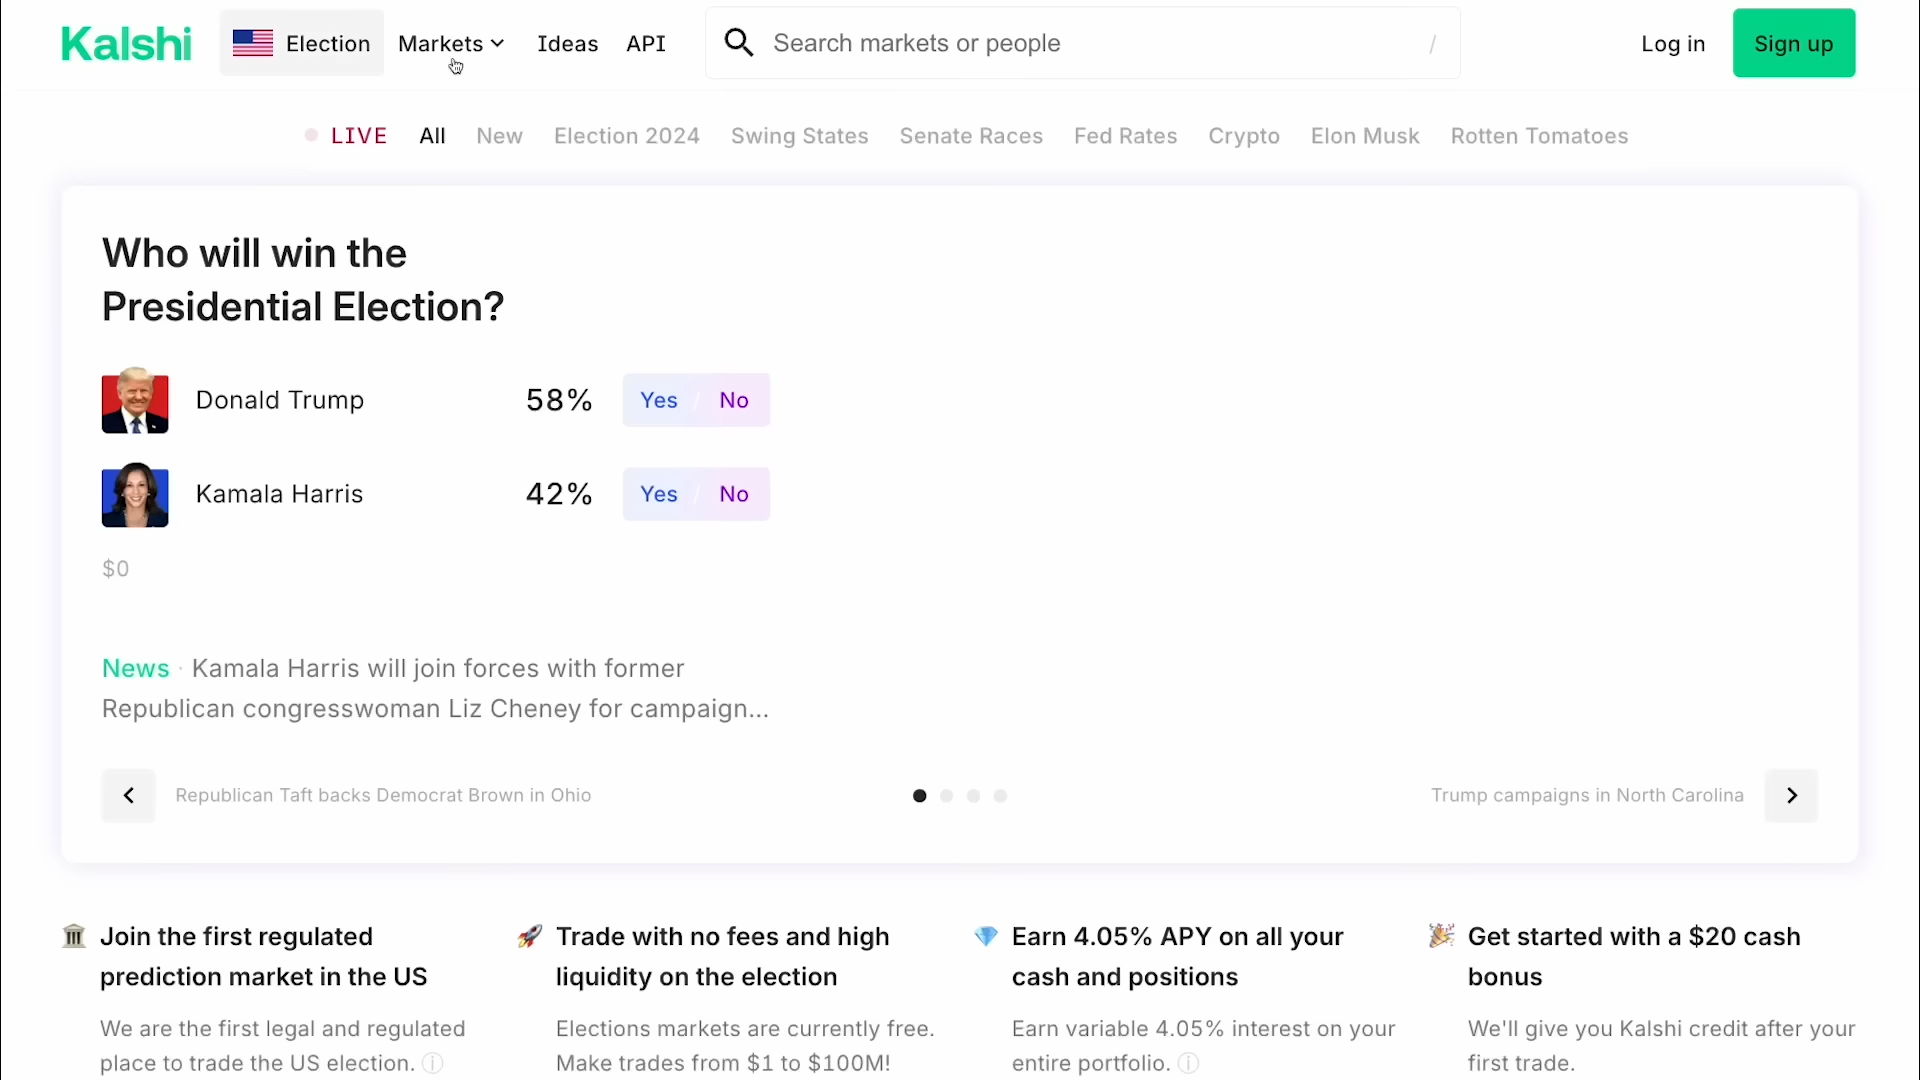 Kalshi
Election
Markets
Ideas
API
Search markets or people
/
Log in
Sign up
LIVE
All
New
Election 2024
Swing States
Senate Races
Fed Rates
Crypto
Elon Musk
Rotten Tomatoes
Who will win the
Presidential Election?
Donald Trump
58%
Yes / No
Kamala Harris
42%
Yes / No
$0
News · Kamala Harris will join forces with former
Republican congresswoman Liz Cheney for campaign...
Republican Taft backs Democrat Brown in Ohio
Trump campaigns in North Carolina
Join the first regulated
prediction market in the US
We are the first legal and regulated
place to trade the US election.
Trade with no fees and high
liquidity on the election
Elections markets are currently free.
Make trades from $1 to $100M!
Earn 4.05% APY on all your
cash and positions
Earn variable 4.05% interest on your
entire portfolio.
Get started with a $20 cash
bonus
We'll give you Kalshi credit after your
first trade.